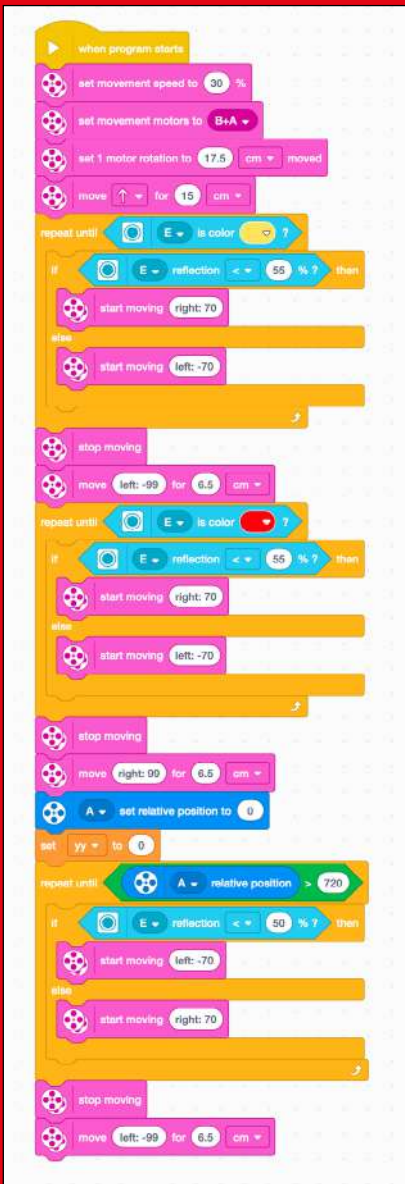 when program starts
set movement speed to 30 %
set movement motors to B+A
set 1 motor rotation to 17.5 cm moved
move ↑ for 15 cm
repeat until E is color ?
if E reflection < 55 % ? then
start moving right: 70
else
start moving left: -70
stop moving
move left: -99 for 6.5 cm
repeat until E is color ?
if E reflection < 55 % ? then
start moving right: 70
else
start moving left: -70
stop moving
move right: 99 for 6.5 cm
A set relative position to 0
set yy to 0
repeat until A relative position > 720
if E reflection < 50 % ? then
start moving left: -70
else
start moving right: 70
stop moving
move left: -99 for 6.5 cm